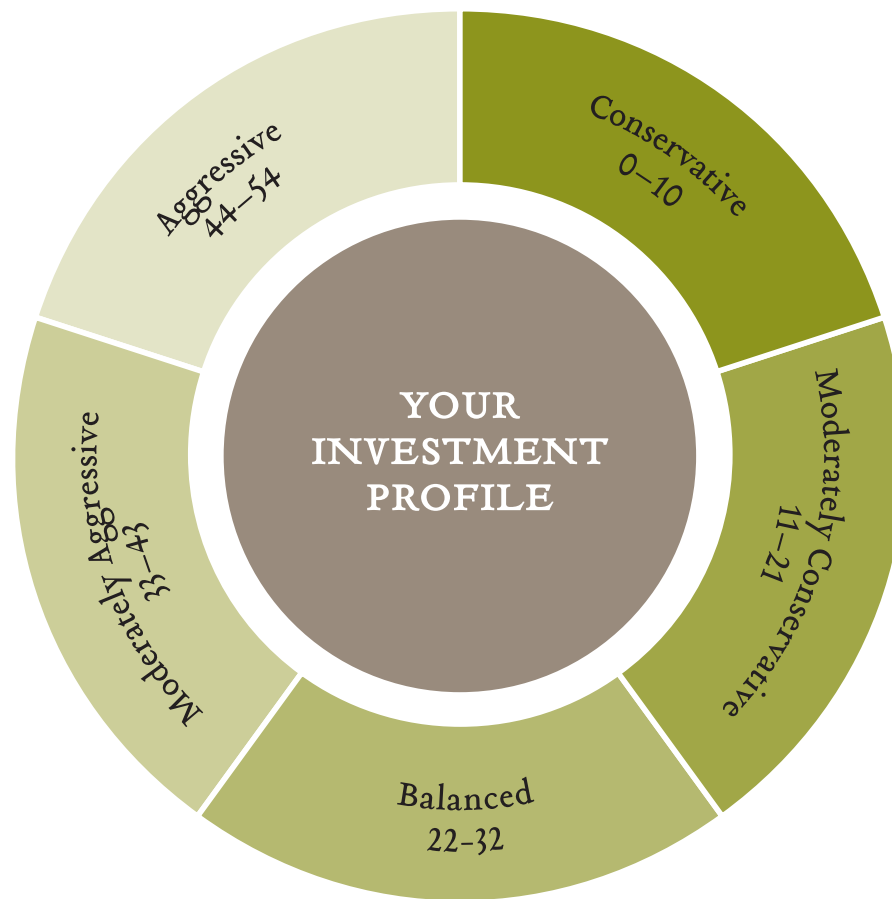 YOUR
INVESTMENT
PROFILE
Conservative
0–10
Moderately Conservative
11–21
Balanced
22-32
Moderately Aggressive
33–43
Aggressive
44–54